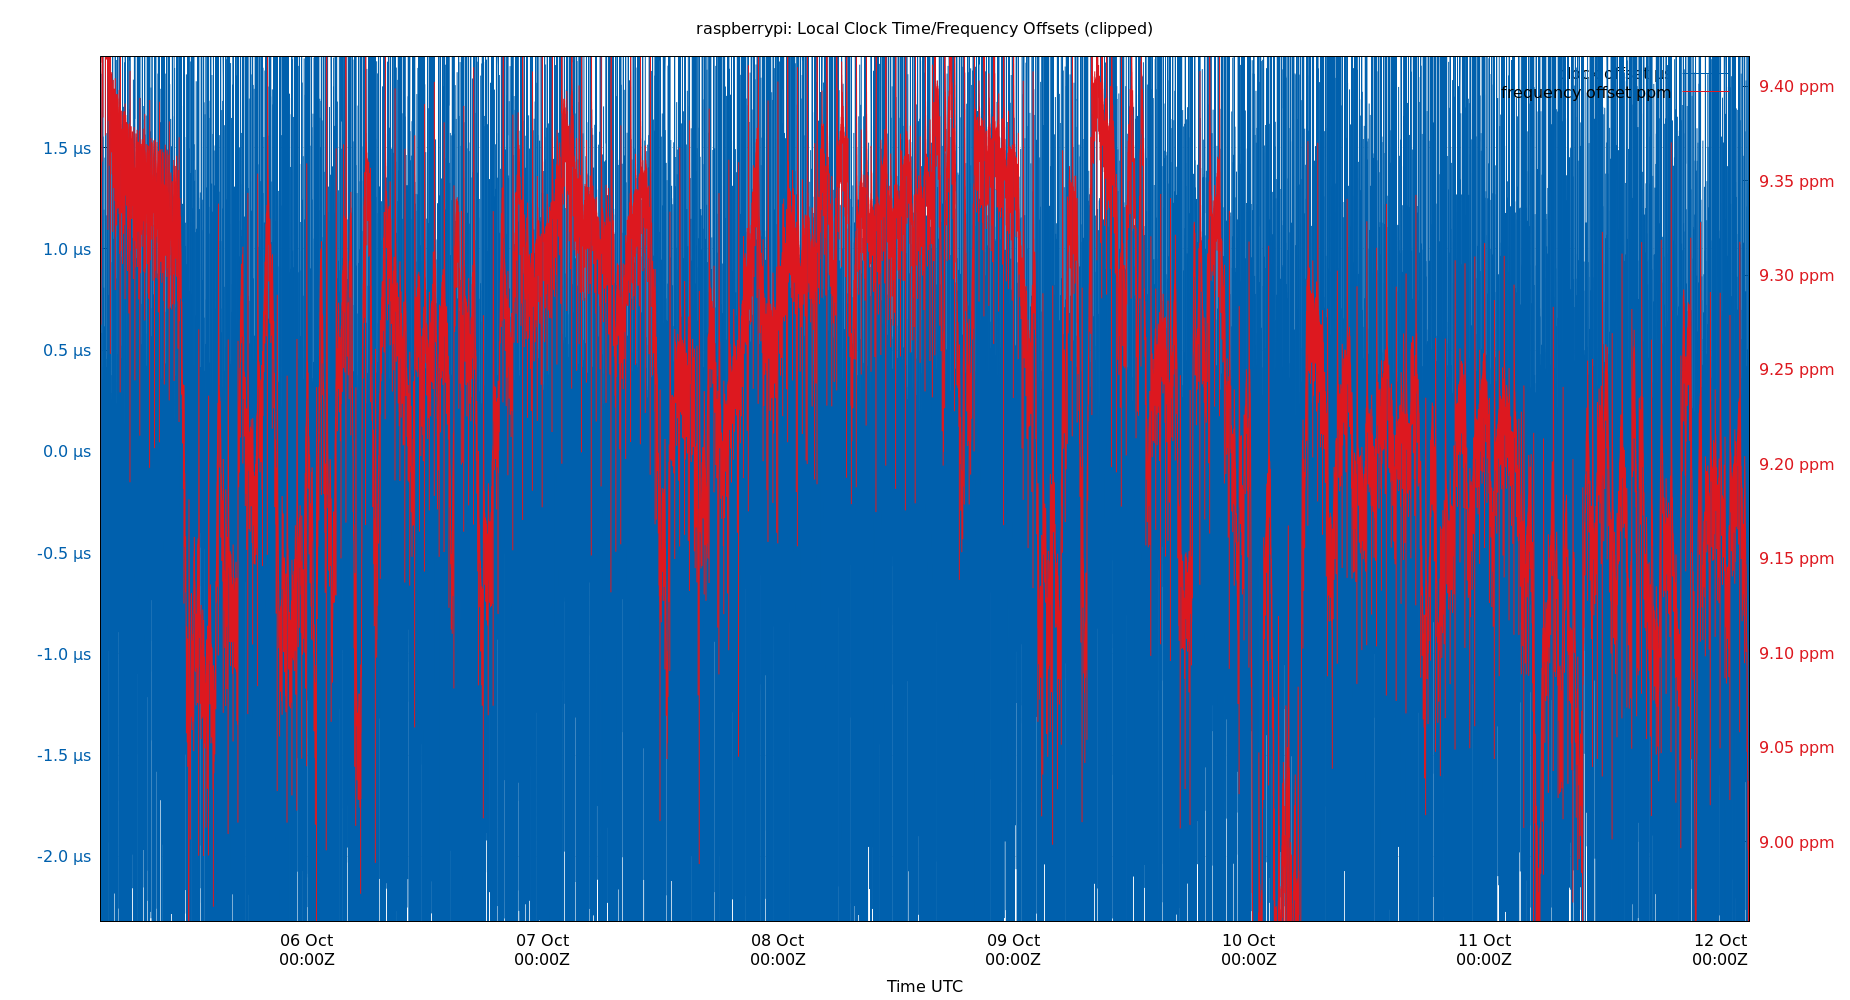 raspberrypi: Local Clock Time/Frequency Offsets (clipped)
clock offset μs
frequency offset ppm
1.5 μs
1.0 μs
0.5 μs
0.0 μs
-0.5 μs
-1.0 μs
-1.5 μs
-2.0 μs
9.40 ppm
9.35 ppm
9.30 ppm
9.25 ppm
9.20 ppm
9.15 ppm
9.10 ppm
9.05 ppm
9.00 ppm
06 Oct 07 Oct 08 Oct 09 Oct 10 Oct 11 Oct 12 Oct
00:00Z 00:00Z 00:00Z 00:00Z 00:00Z 00:00Z 00:00Z
Time UTC